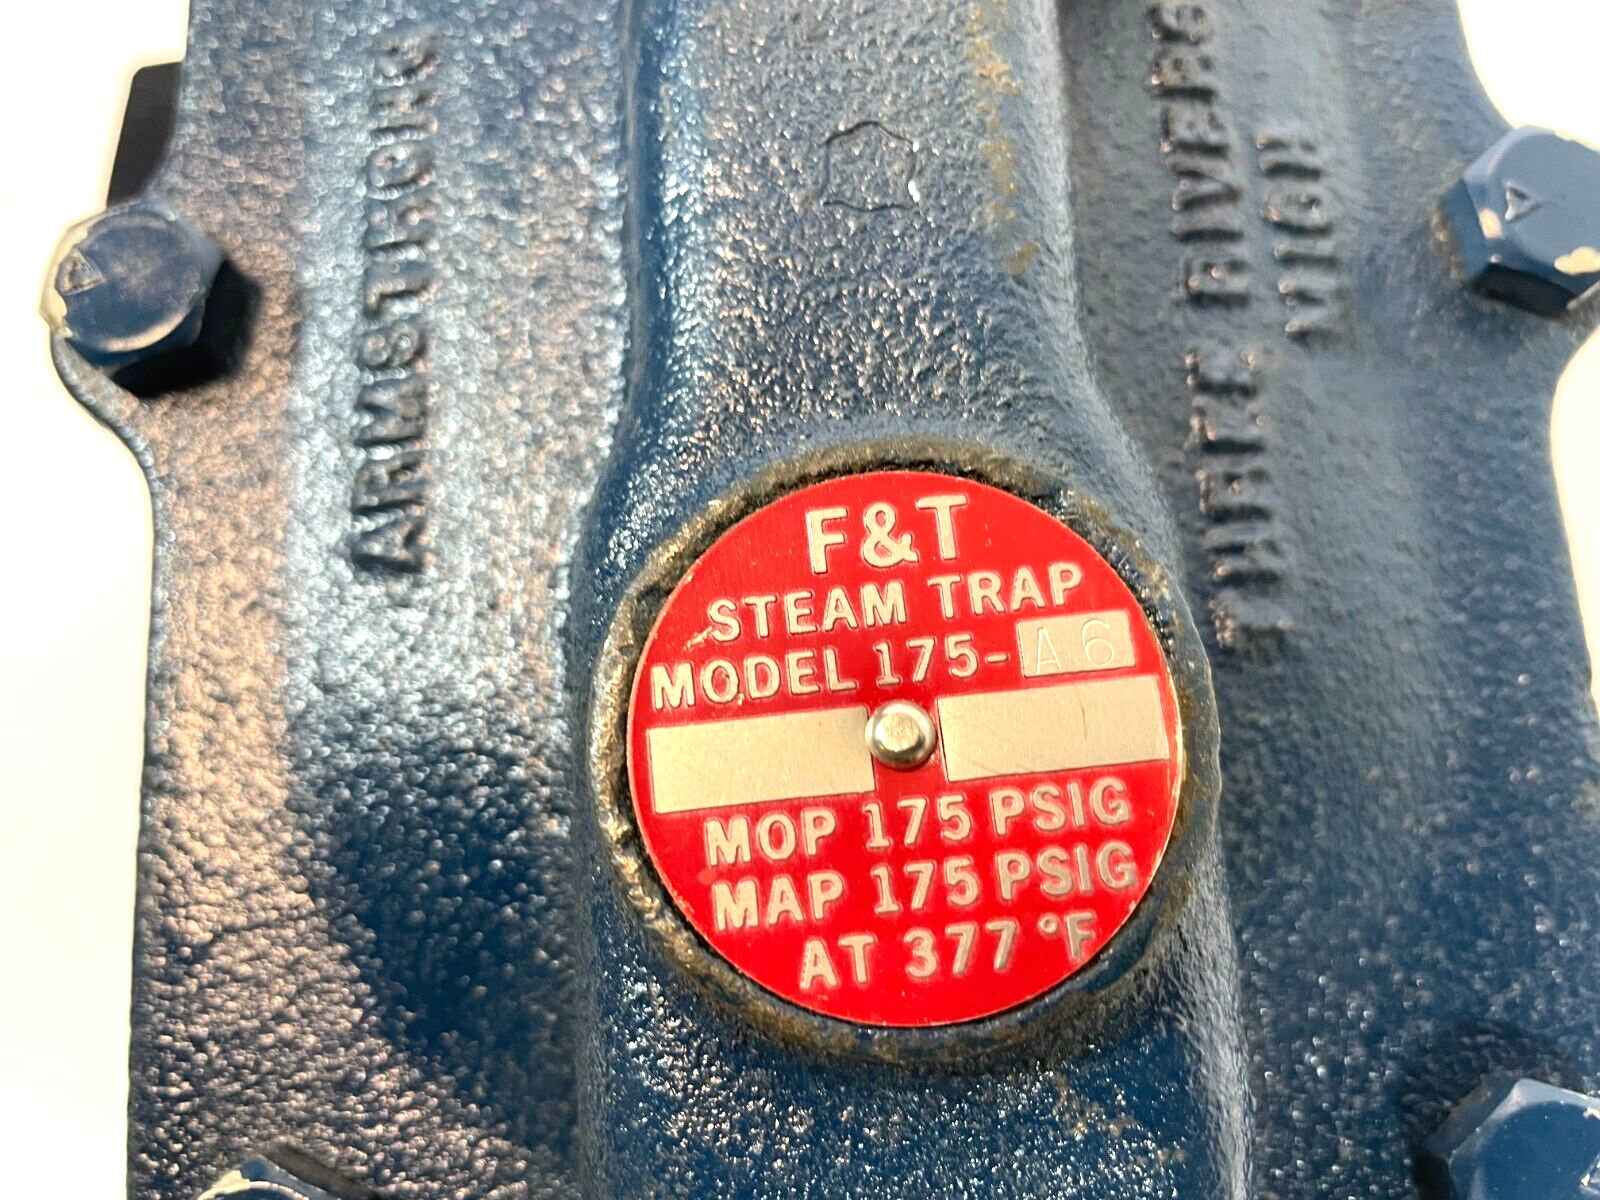 ARMSTRONG
THREE RIVERS
MICH
F&T
STEAM TRAP
MODEL 175-A6
MOP 175 PSIG
MAP 175 PSIG
AT 377 °F